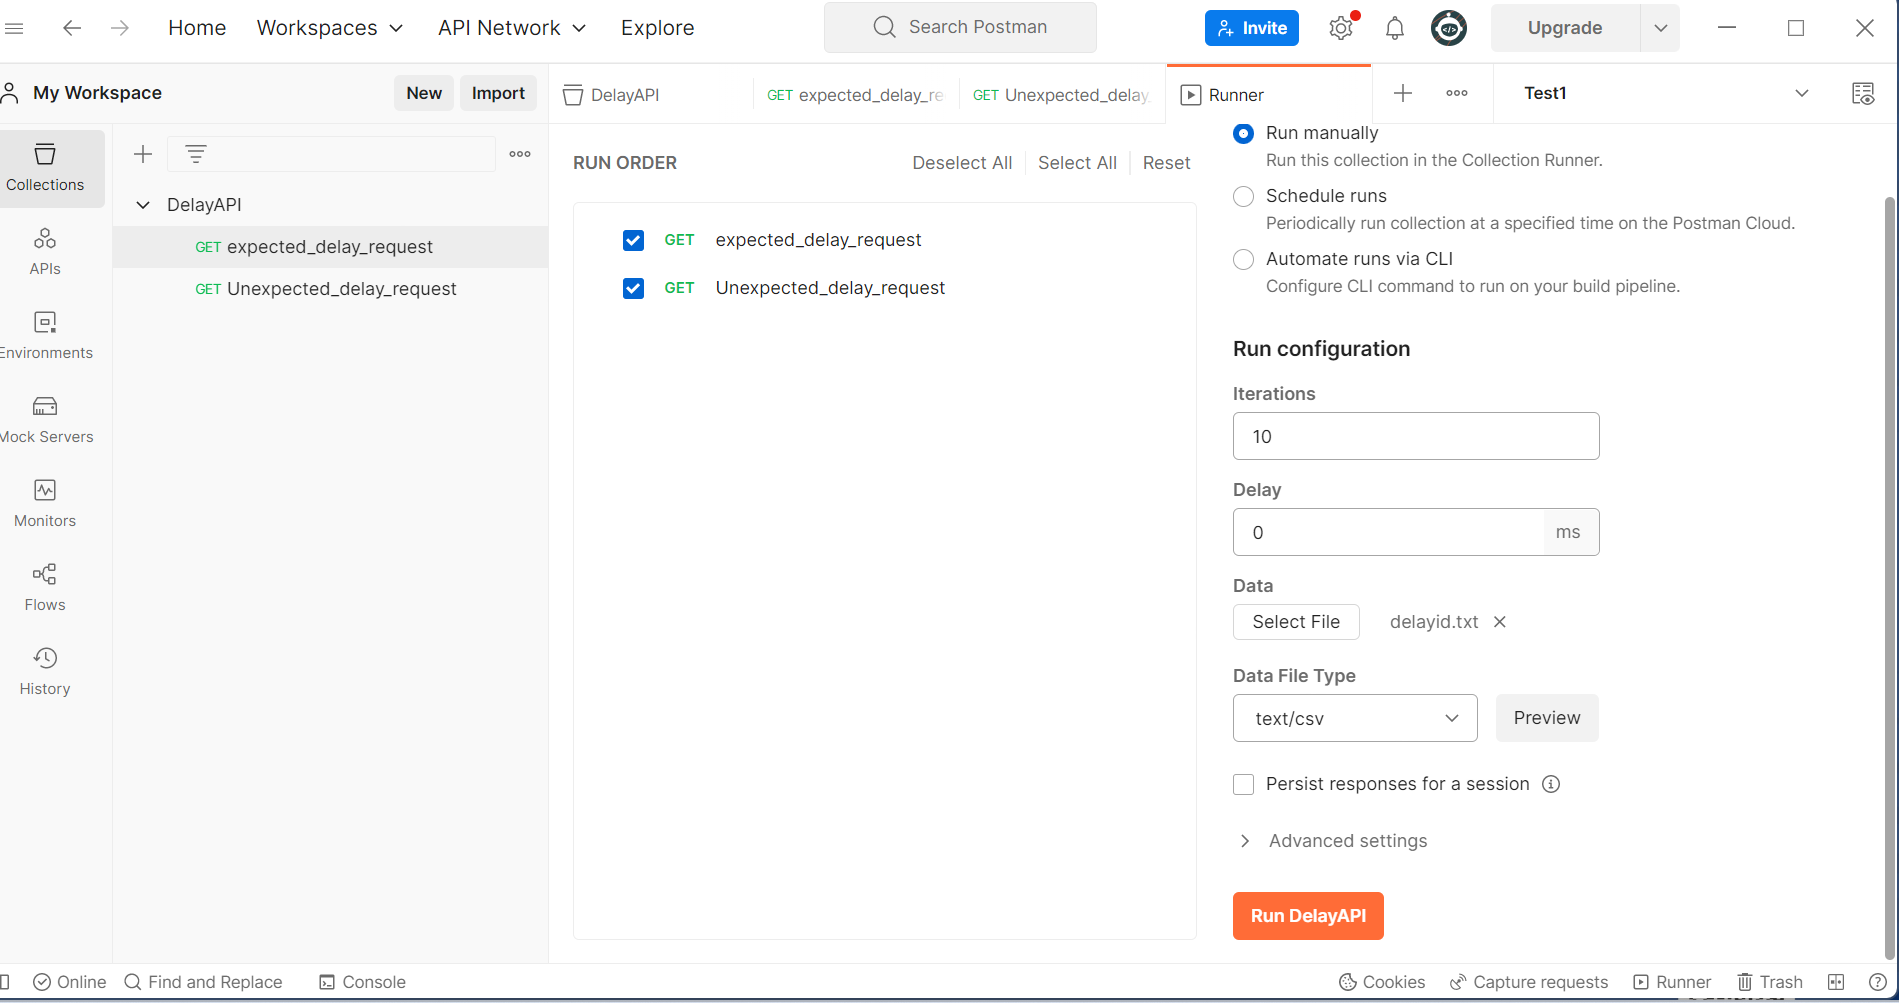 Home Workspaces API Network Explore Search Postman Invite Upgrade
My Workspace New Import DelayAPI GET expected_delay_re GET Unexpected_delay Runner Test1
Collections
APIs
Environments
Mock Servers
Monitors
Flows
History
DelayAPI
GET expected_delay_request
GET Unexpected_delay_request
RUN ORDER Deselect All Select All Reset
GET expected_delay_request
GET Unexpected_delay_request
Run manually
Run this collection in the Collection Runner.
Schedule runs
Periodically run collection at a specified time on the Postman Cloud.
Automate runs via CLI
Configure CLI command to run on your build pipeline.
Run configuration
Iterations
10
Delay
0 ms
Data
Select File delayid.txt
Data File Type
text/csv Preview
Persist responses for a session
Advanced settings
Run DelayAPI
Online Find and Replace Console Cookies Capture requests Runner Trash